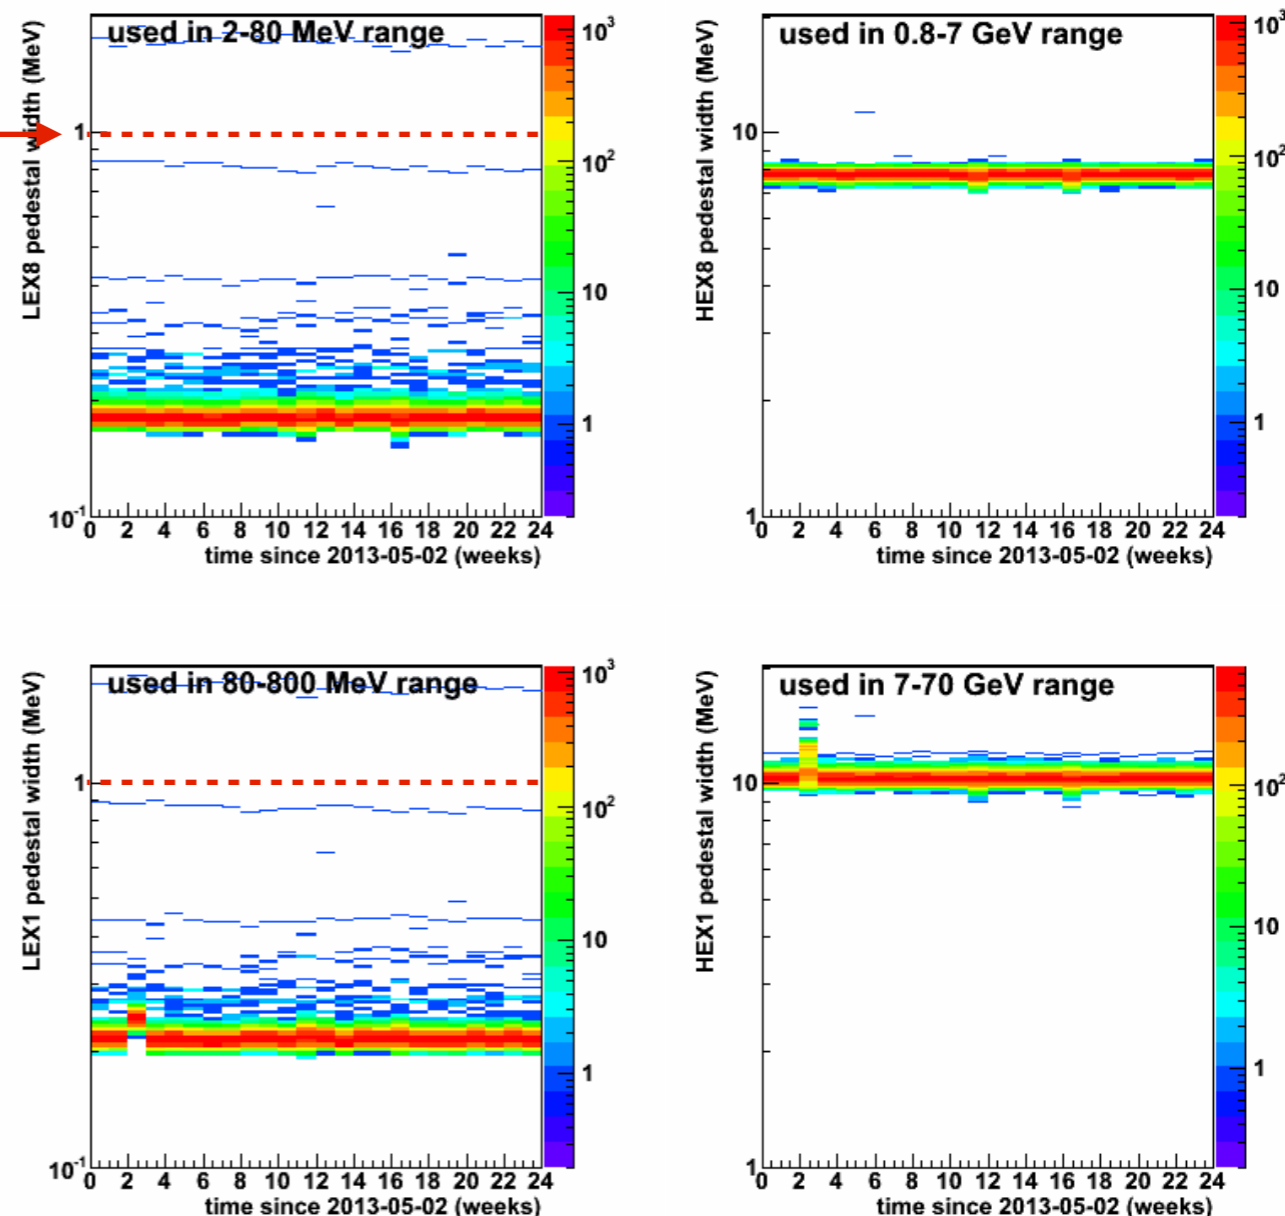 used in 2-80 MeV range
LEX8 pedestal width (MeV)
1
10-1
0 2 4 6 8 10 12 14 16 18 20 22 24
time since 2013-05-02 (weeks)
103
102
10
1
used in 0.8-7 GeV range
HEX8 pedestal width (MeV)
10
1
0 2 4 6 8 10 12 14 16 18 20 22 24
time since 2013-05-02 (weeks)
103
102
10
1
used in 80-800 MeV range
LEX1 pedestal width (MeV)
1
10-1
0 2 4 6 8 10 12 14 16 18 20 22 24
time since 2013-05-02 (weeks)
103
102
10
1
used in 7-70 GeV range
HEX1 pedestal width (MeV)
10
1
0 2 4 6 8 10 12 14 16 18 20 22 24
time since 2013-05-02 (weeks)
102
10
1